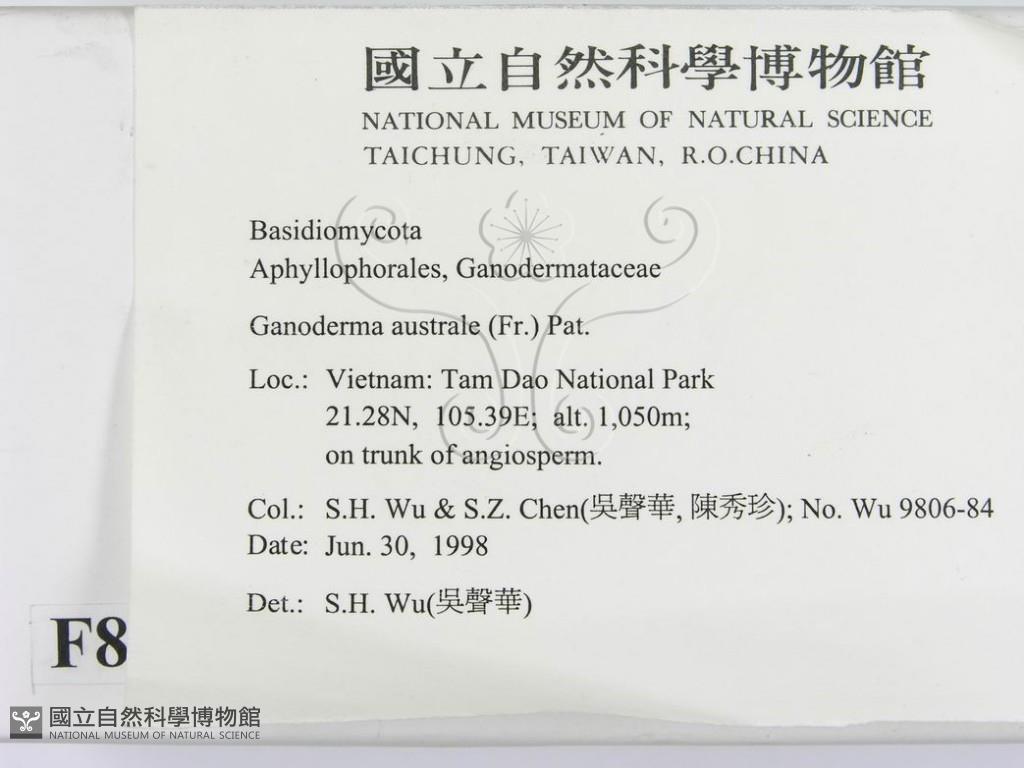 國立自然科學博物館
NATIONAL MUSEUM OF NATURAL SCIENCE
TAICHUNG, TAIWAN, R.O.CHINA
Basidiomycota
Aphyllophorales, Ganodermataceae
Ganoderma australe (Fr.) Pat.
Loc.: Vietnam: Tam Dao National Park
21.28N, 105.39E; alt. 1,050m;
on trunk of angiosperm.
Col.: S.H. Wu & S.Z. Chen(吳聲華, 陳秀珍); No. Wu 9806-84
Date: Jun. 30, 1998
Det.: S.H. Wu(吳聲華)
F8
國立自然科學博物館
NATIONAL MUSEUM OF NATURAL SCIENCE